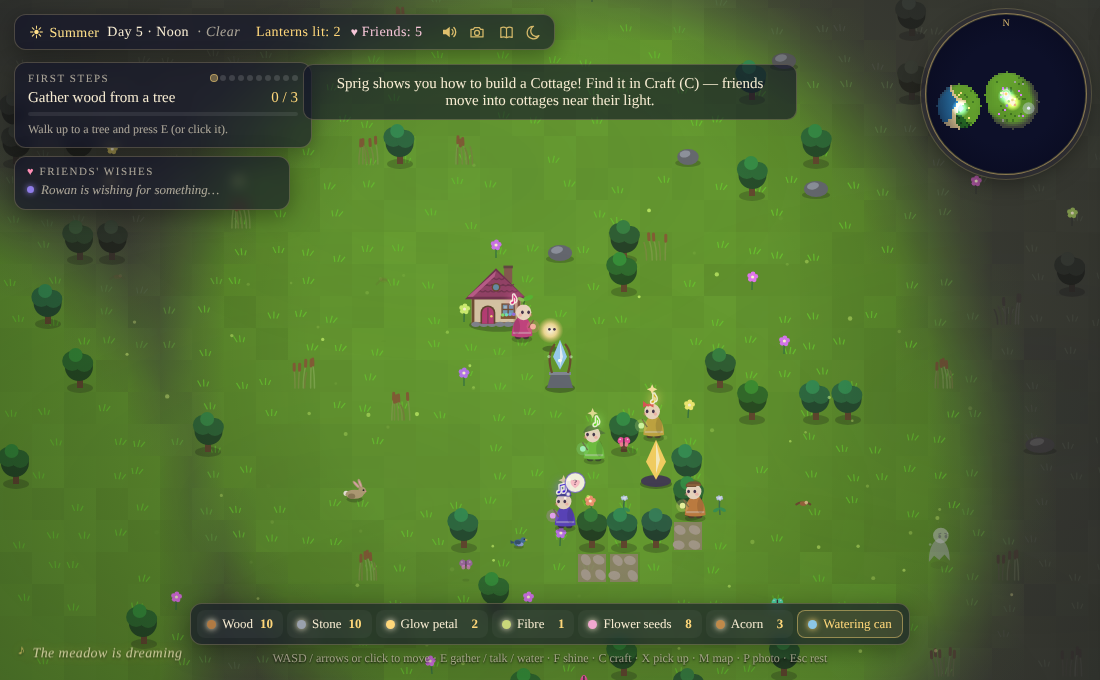 Summer Day 5 · Noon · Clear Lanterns lit: 2 ♥ Friends: 5
N
FIRST STEPS
Gather wood from a tree 0 / 3
Walk up to a tree and press E (or click it).
Sprig shows you how to build a Cottage! Find it in Craft (C) — friends
move into cottages near their light.
♥ FRIENDS' WISHES
Rowan is wishing for something…
Wood 10 Stone 10 Glow petal 2 Fibre 1 Flower seeds 8 Acorn 3 Watering can
♪ The meadow is dreaming
WASD / arrows or click to move · E gather / talk / water · F shine · C craft · X pick up · M map · P photo · Esc rest